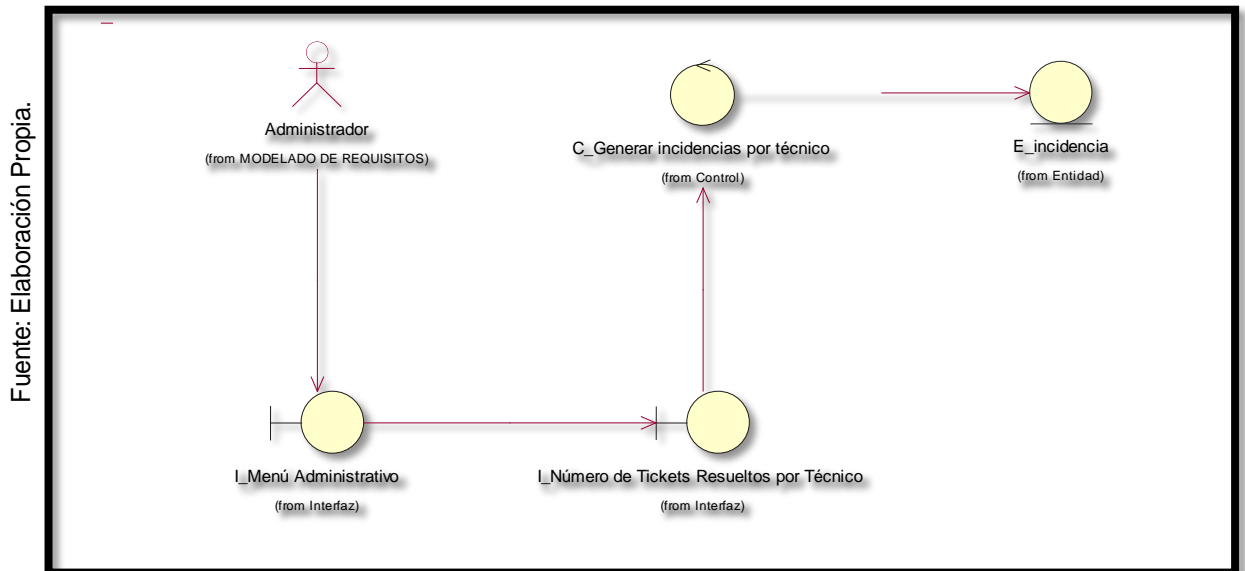 Fuente: Elaboración Propia.
Administrador
(from MODELADO DE REQUISITOS)
C_Generar incidencias por técnico
(from Control)
E_incidencia
(from Entidad)
I_Menú Administrativo
(from Interfaz)
I_Número de Tickets Resueltos por Técnico
(from Interfaz)